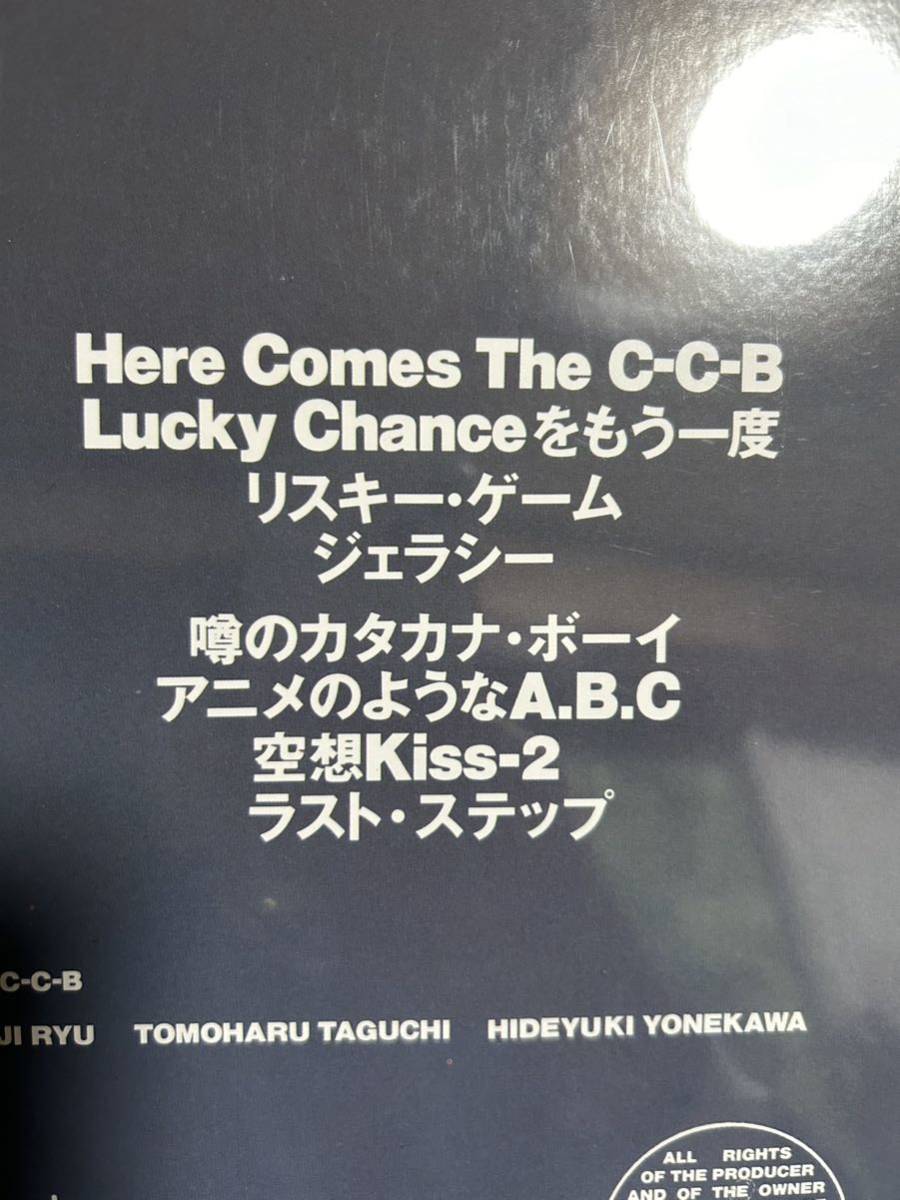 Here Comes The C-C-B
Lucky Chanceをもう一度
リスキー・ゲーム
ジェラシー
噂のカタカナ・ボーイ
アニメのようなA.B.C
空想Kiss-2
ラスト・ステップ
C-C-B
RYU TOMOHARU TAGUCHI HIDEYUKI YONEKAWA
ALL RIGHTS
OF THE PRODUCER
AND OF THE OWNER